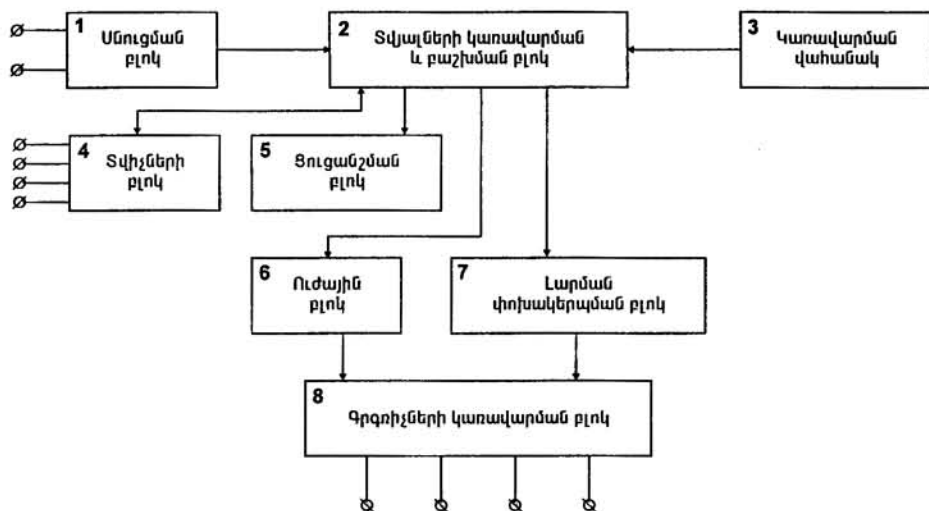 1
Սնուցման
բլոկ
2
Տվյալների կառավարման
և բաշխման բլոկ
3
Կառավարման
վահանակ
4
Տվիչների
բլոկ
5
Ցուցանշման
բլոկ
6
Ուժային
բլոկ
7
Լարման
փոխակերպման բլոկ
8
Գրգռիչների կառավարման բլոկ